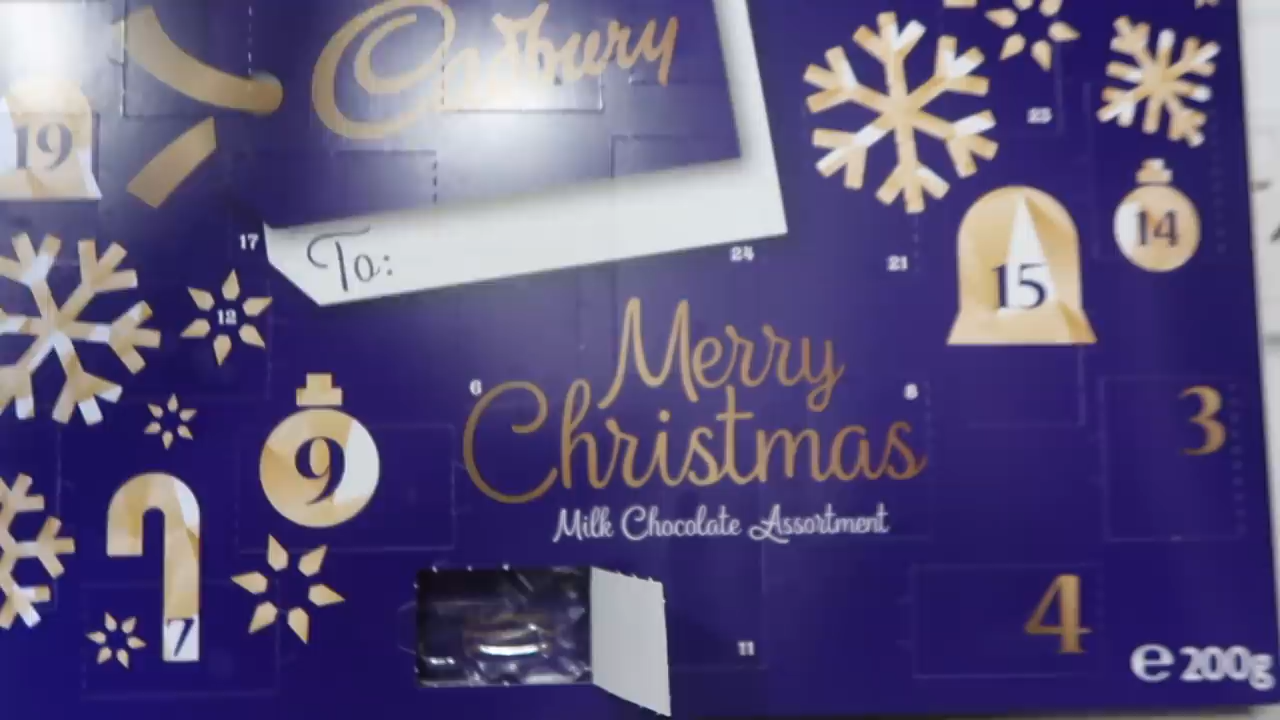 Cadbury
23
19
14
To:
17
24
21
15
12
Merry
6
8
Christmas
3
9
Milk Chocolate Assortment
4
7
11
e 200g